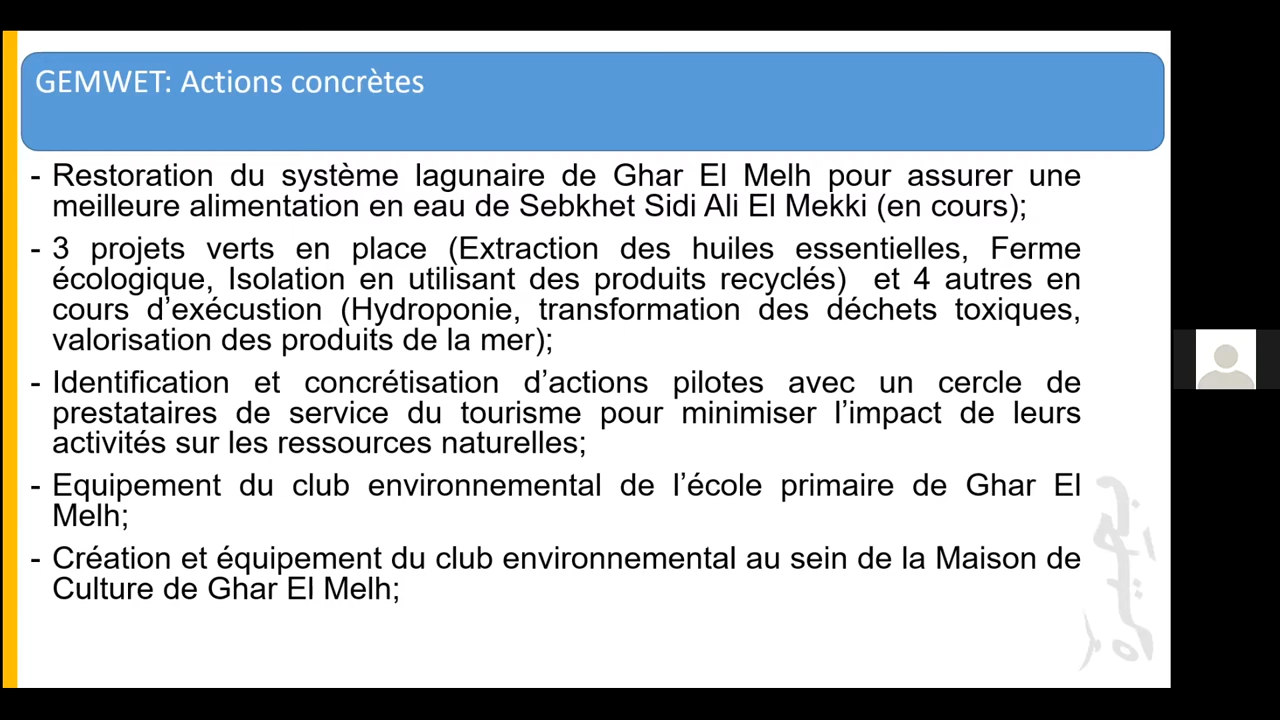 GEMWET: Actions concrètes
- Restoration du système lagunaire de Ghar El Melh pour assurer une
meilleure alimentation en eau de Sebkhet Sidi Ali El Mekki (en cours);
- 3 projets verts en place (Extraction des huiles essentielles, Ferme
écologique, Isolation en utilisant des produits recyclés) et 4 autres en
cours d’exécustion (Hydroponie, transformation des déchets toxiques,
valorisation des produits de la mer);
- Identification et concrétisation d’actions pilotes avec un cercle de
prestataires de service du tourisme pour minimiser l’impact de leurs
activités sur les ressources naturelles;
- Equipement du club environnemental de l’école primaire de Ghar El
Melh;
- Création et équipement du club environnemental au sein de la Maison de
Culture de Ghar El Melh;